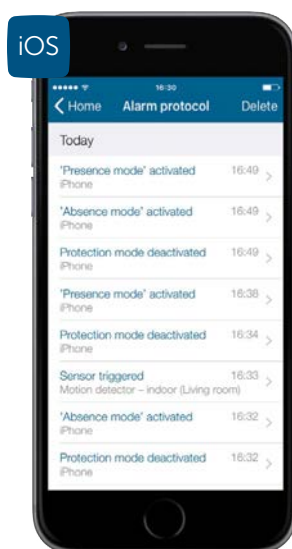 iOS
16:30
Home Alarm protocol Delete
Today
'Presence mode' activated 16:49
iPhone
'Absence mode' activated 16:49
iPhone
Protection mode deactivated 16:49
iPhone
'Presence mode' activated 16:38
iPhone
Protection mode deactivated 16:34
iPhone
Sensor triggered 16:33
Motion detector – indoor (Living room)
'Absence mode' activated 16:32
iPhone
Protection mode deactivated 16:32
iPhone